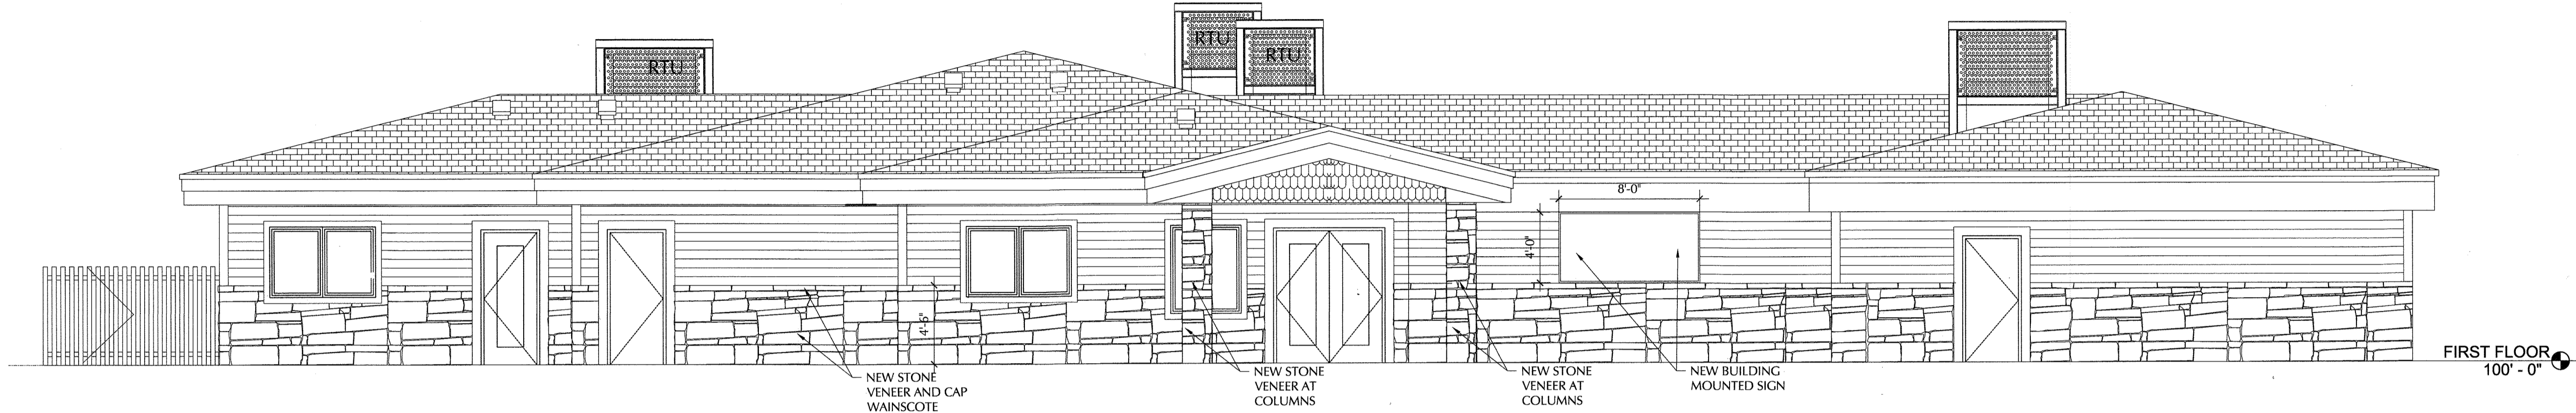 RTU
RTU
RTU
8'-0"
4'-0"
4'-6"
NEW STONE
VENEER AND CAP
WAINSCOTE
NEW STONE
VENEER AT
COLUMNS
NEW STONE
VENEER AT
COLUMNS
NEW BUILDING
MOUNTED SIGN
FIRST FLOOR
100' - 0"